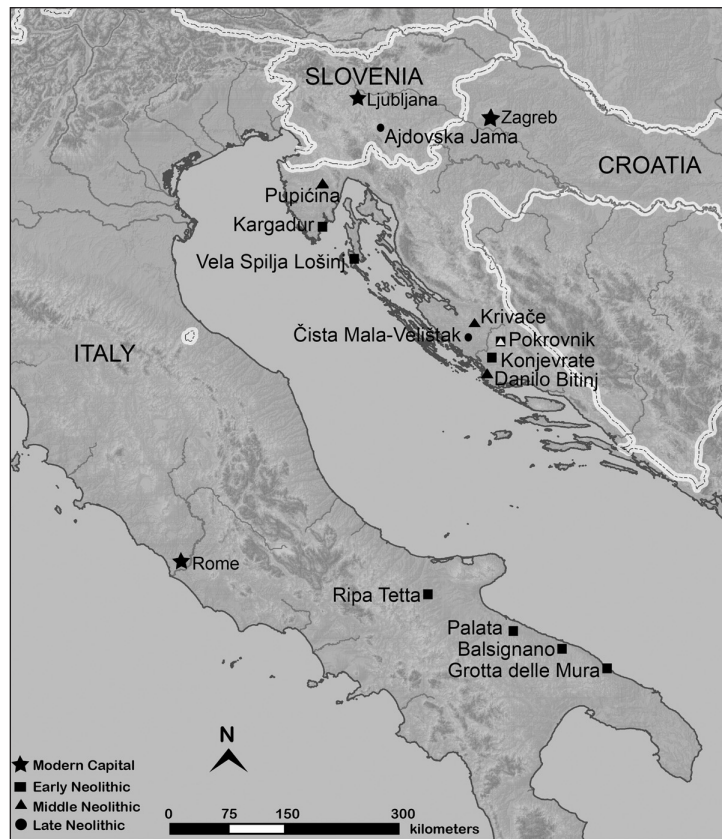 SLOVENIA
Ljubljana
Zagreb
Ajdovska Jama
CROATIA
Pupićina
Kargadur
Vela Spilja Lošinj
Krivače
Čista Mala-Velištak
Pokrovnik
Konjevrate
Danilo Bitinj
ITALY
Rome
Ripa Tetta
Palata
Balsignano
Grotta delle Mura
N
Modern Capital
Early Neolithic
Middle Neolithic
Late Neolithic
0 75 150 300
kilometers